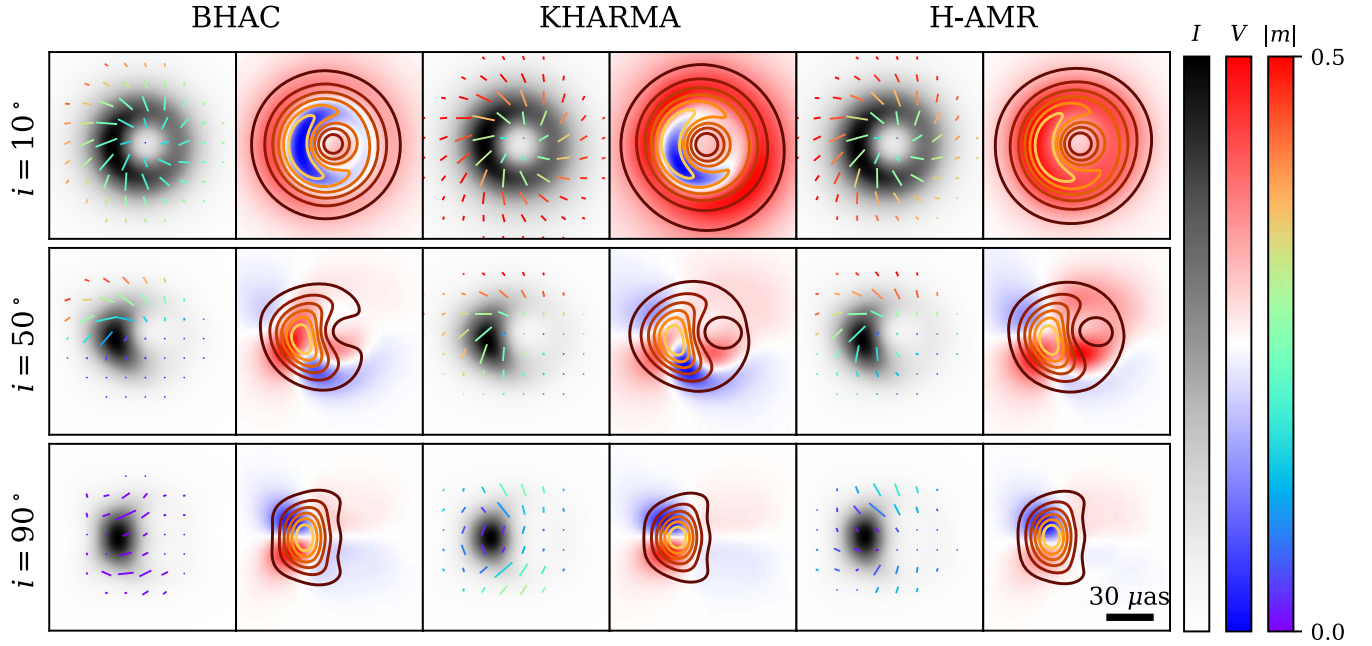 BHAC KHARMA H-AMR
I V |m|
0.5
i = 10°
i = 50°
i = 90°
30 μas
0.0